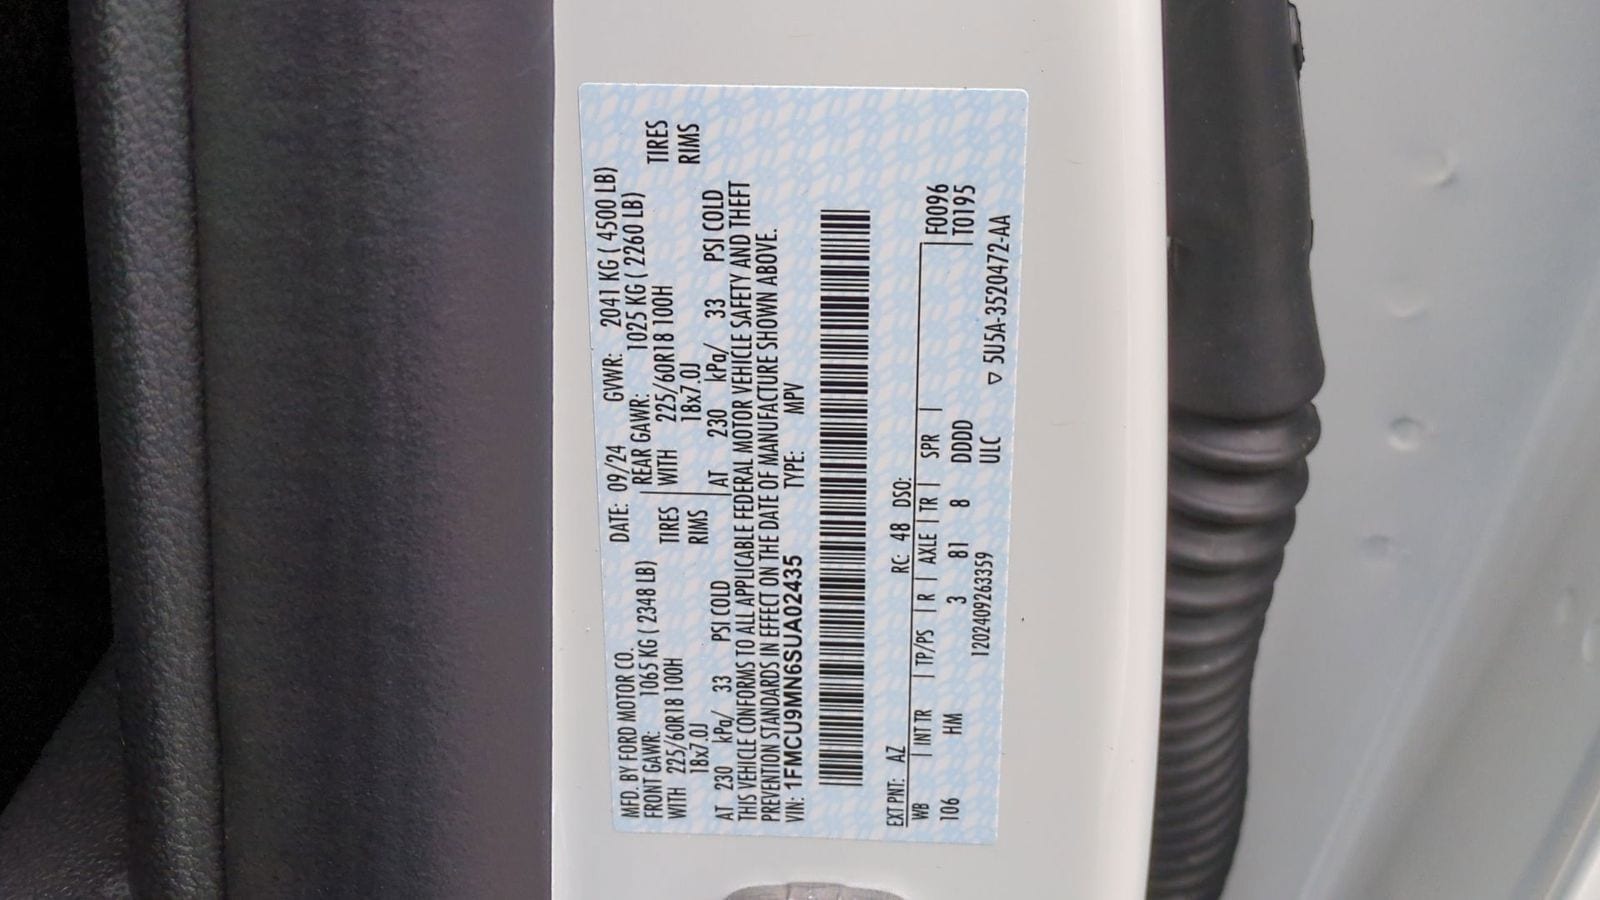 MFD. BY FORD MOTOR CO. DATE: 09/24 GVWR: 2041 KG ( 4500 LB)
FRONT GAWR: 1065 KG ( 2348 LB) REAR GAWR: 1025 KG ( 2260 LB)
WITH 225/60R18 100H TIRES WITH 225/60R18 100H TIRES
18x7.0J RIMS 18x7.0J RIMS
AT 230 kPa/ 33 PSI COLD AT 230 kPa/ 33 PSI COLD
THIS VEHICLE CONFORMS TO ALL APPLICABLE FEDERAL MOTOR VEHICLE SAFETY AND THEFT
PREVENTION STANDARDS IN EFFECT ON THE DATE OF MANUFACTURE SHOWN ABOVE.
VIN: 1FMCU9MN6SUA02435 TYPE: MPV
EXT PNT: AZ RC: 48 DSO:
WB | INT TR | TP/PS | R | AXLE | TR | SPR | F0096
106 HM 3 81 8 DDDD T0195
12024092633​59 ULC ▽ 5U5A-3520472-AA